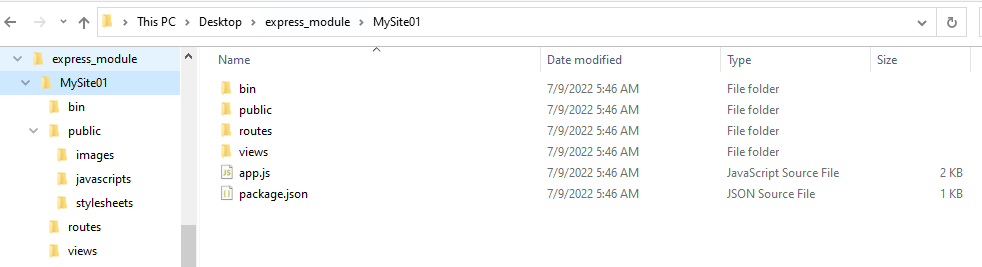 This PC > Desktop > express_module > MySite01
express_module
MySite01
bin
public
images
javascripts
stylesheets
routes
views
Name Date modified Type Size
bin 7/9/2022 5:46 AM File folder
public 7/9/2022 5:46 AM File folder
routes 7/9/2022 5:46 AM File folder
views 7/9/2022 5:46 AM File folder
app.js 7/9/2022 5:46 AM JavaScript Source File 2 KB
package.json 7/9/2022 5:46 AM JSON Source File 1 KB